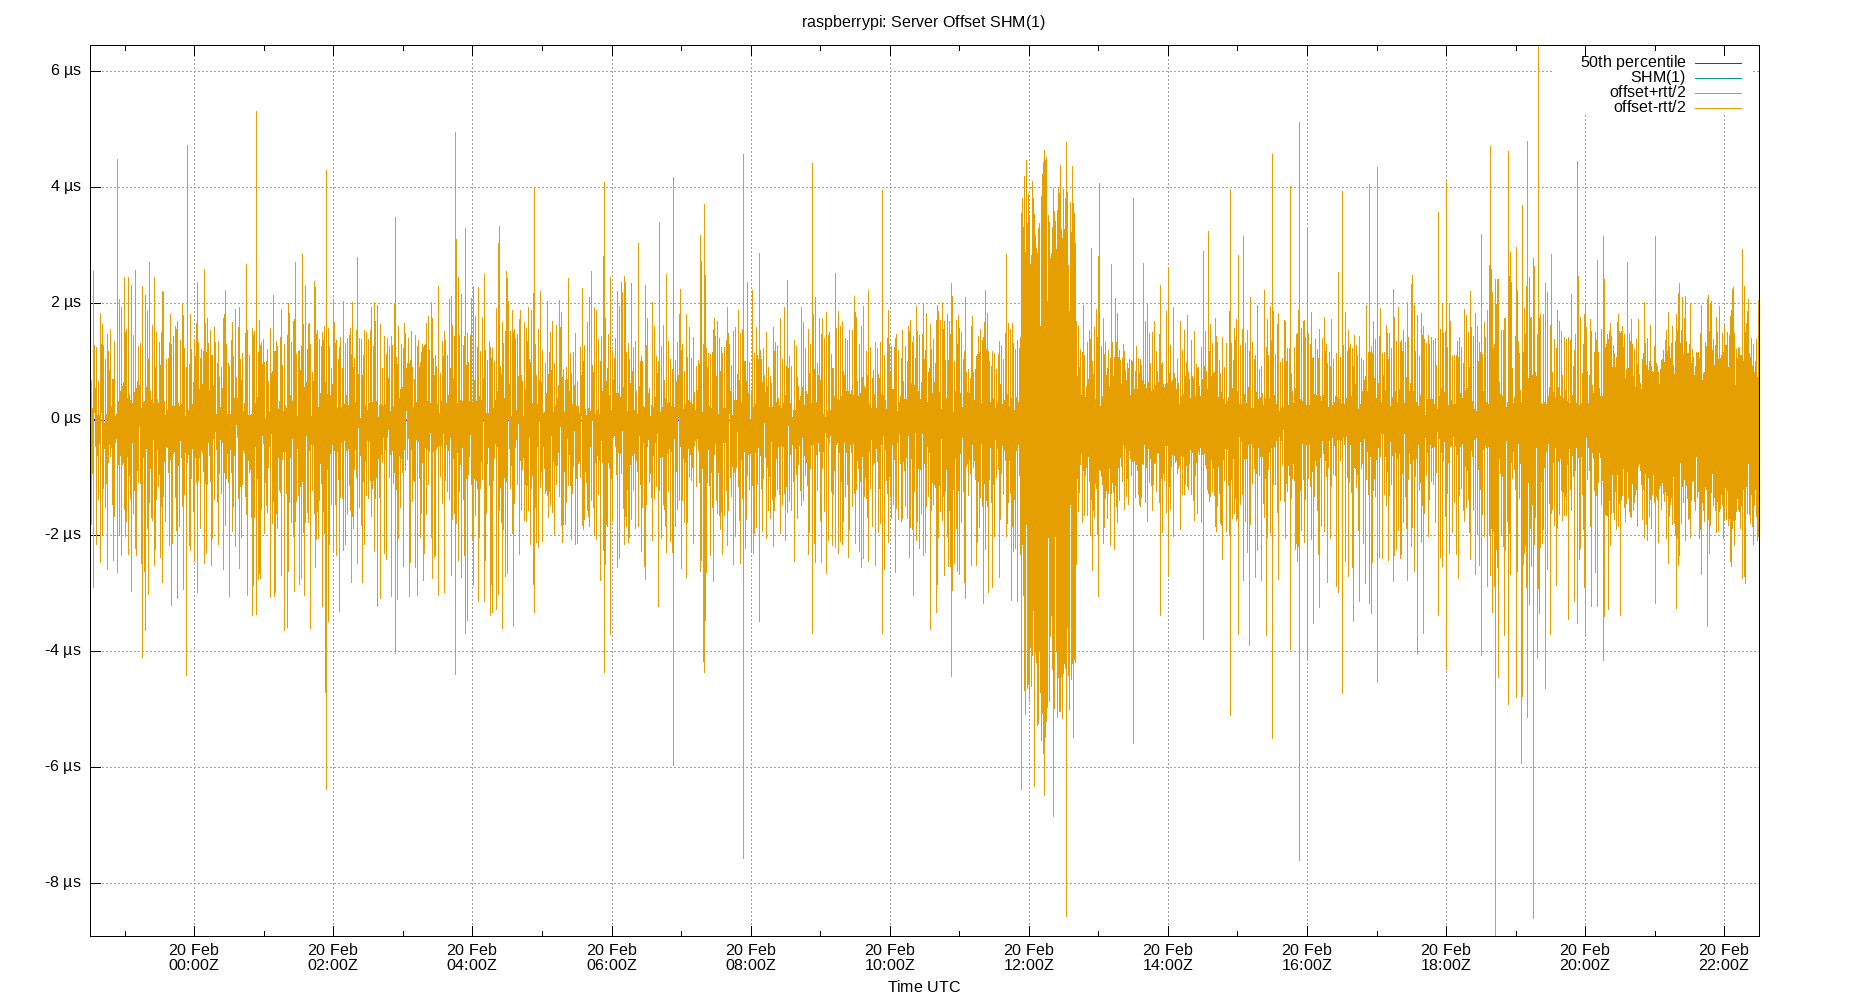 raspberrypi: Server Offset SHM(1)
50th percentile
SHM(1)
offset+rtt/2
offset-rtt/2
6 µs
4 µs
2 µs
0 µs
-2 µs
-4 µs
-6 µs
-8 µs
20 Feb 20 Feb 20 Feb 20 Feb 20 Feb 20 Feb 20 Feb 20 Feb 20 Feb 20 Feb 20 Feb 20 Feb
00:00Z 02:00Z 04:00Z 06:00Z 08:00Z 10:00Z 12:00Z 14:00Z 16:00Z 18:00Z 20:00Z 22:00Z
Time UTC